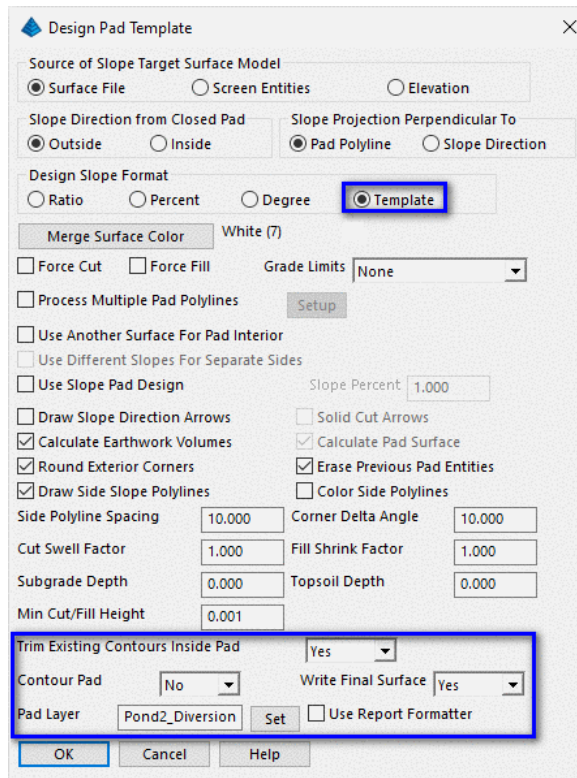 Design Pad Template
Source of Slope Target Surface Model
Surface File Screen Entities Elevation
Slope Direction from Closed Pad Slope Projection Perpendicular To
Outside Inside Pad Polyline Slope Direction
Design Slope Format
Ratio Percent Degree Template
Merge Surface Color White (7)
Force Cut Force Fill Grade Limits None
Process Multiple Pad Polylines Setup
Use Another Surface For Pad Interior
Use Different Slopes For Separate Sides
Use Slope Pad Design Slope Percent 1.000
Draw Slope Direction Arrows Solid Cut Arrows
Calculate Earthwork Volumes Calculate Pad Surface
Round Exterior Corners Erase Previous Pad Entities
Draw Side Slope Polylines Color Side Polylines
Side Polyline Spacing 10.000 Corner Delta Angle 10.000
Cut Swell Factor 1.000 Fill Shrink Factor 1.000
Subgrade Depth 0.000 Topsoil Depth 0.000
Min Cut/Fill Height 0.001
Trim Existing Contours Inside Pad Yes
Contour Pad No Write Final Surface Yes
Pad Layer Pond2_Diversion Set Use Report Formatter
OK Cancel Help